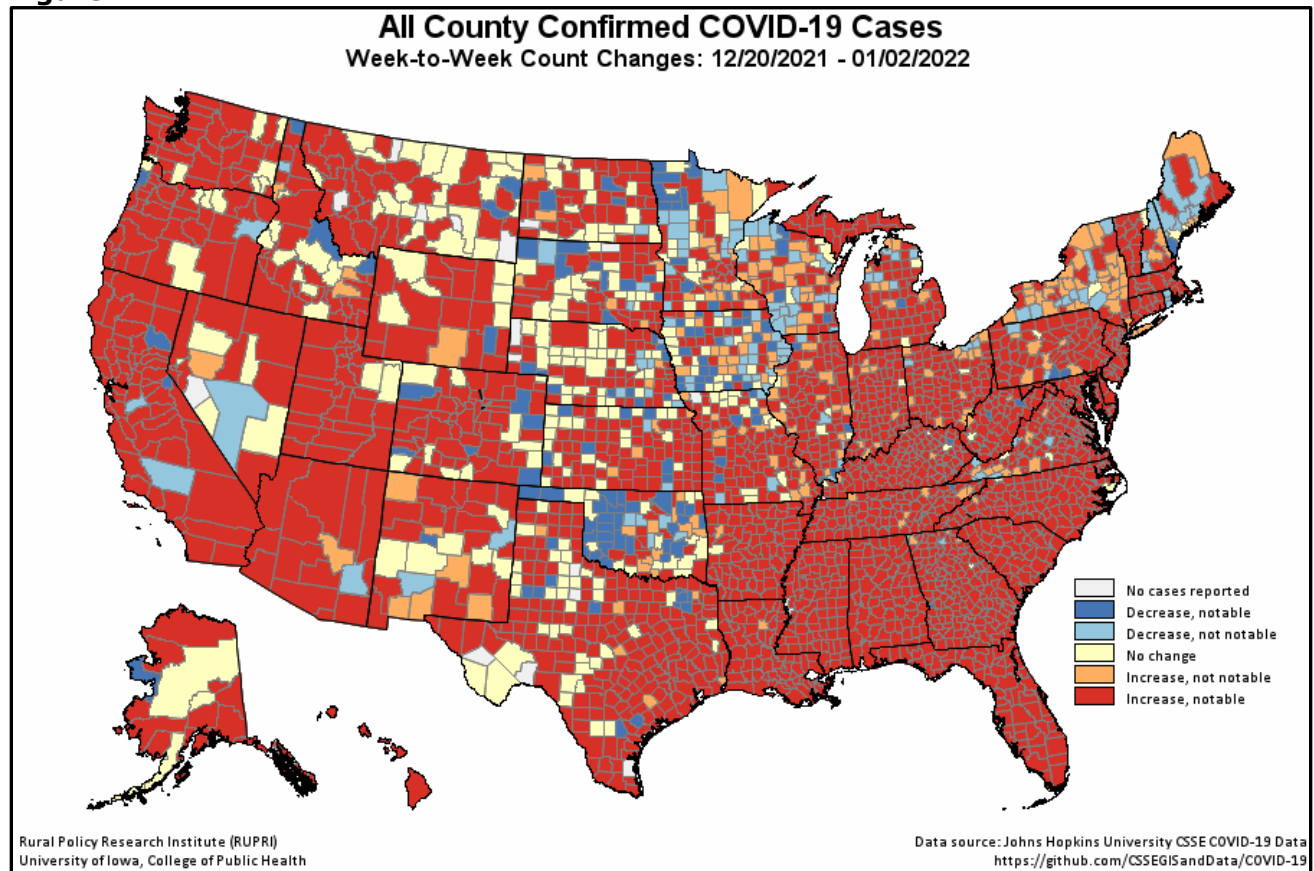 All County Confirmed COVID-19 Cases
Week-to-Week Count Changes: 12/20/2021 - 01/02/2022
No cases reported
Decrease, notable
Decrease, not notable
No change
Increase, not notable
Increase, notable
Rural Policy Research Institute (RUPRI)
University of Iowa, College of Public Health
Data source: Johns Hopkins University CSSE COVID-19 Data
https://github.com/CSSEGISandData/COVID-19